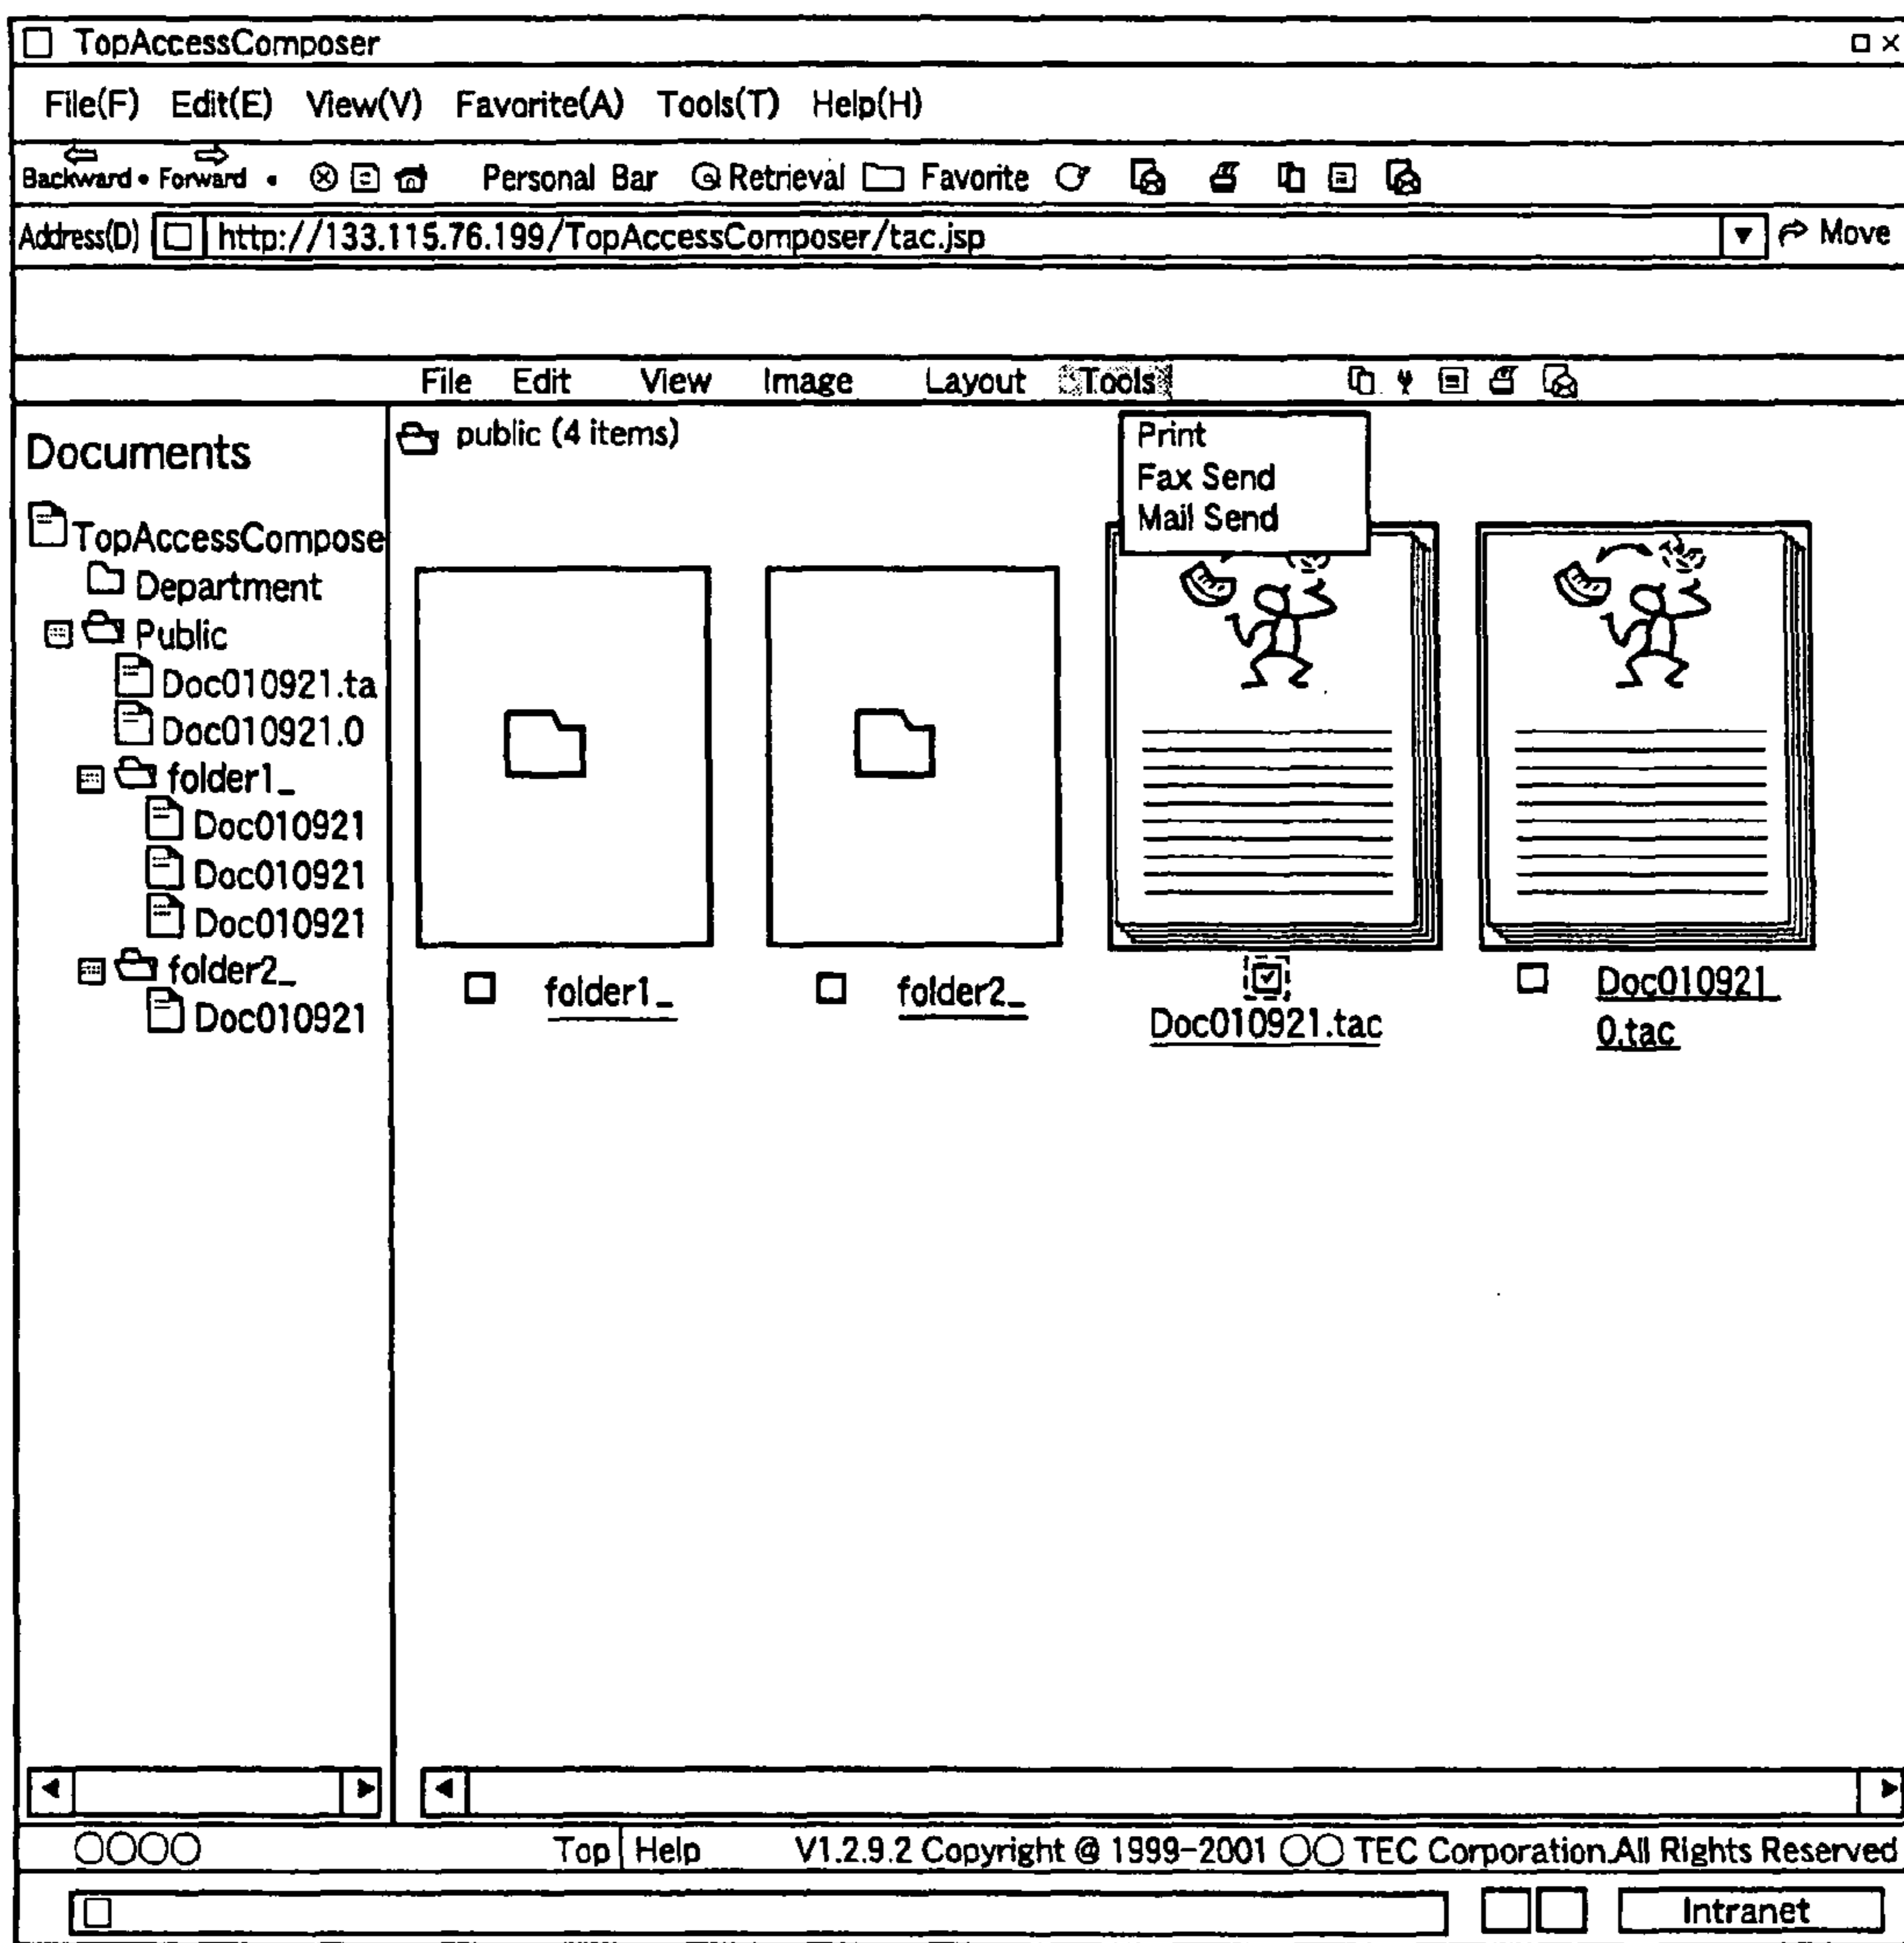 TopAccessComposer
File(F) Edit(E) View(V) Favorite(A) Tools(T) Help(H)
Backward • Forward • Personal Bar Retrieval Favorite
Address(D) http://133.115.76.199/TopAccessComposer/tac.jsp Move
File Edit View Image Layout Tools
Documents
TopAccessCompose
Department
Public
Doc010921.ta
Doc010921.0
folder1_
Doc010921
Doc010921
Doc010921
folder2_
Doc010921
public (4 items)
Print
Fax Send
Mail Send
folder1_
folder2_
Doc010921.tac
Doc010921_
0.tac
○○○○ Top Help V1.2.9.2 Copyright @ 1999-2001 ○○ TEC Corporation.All Rights Reserved
Intranet